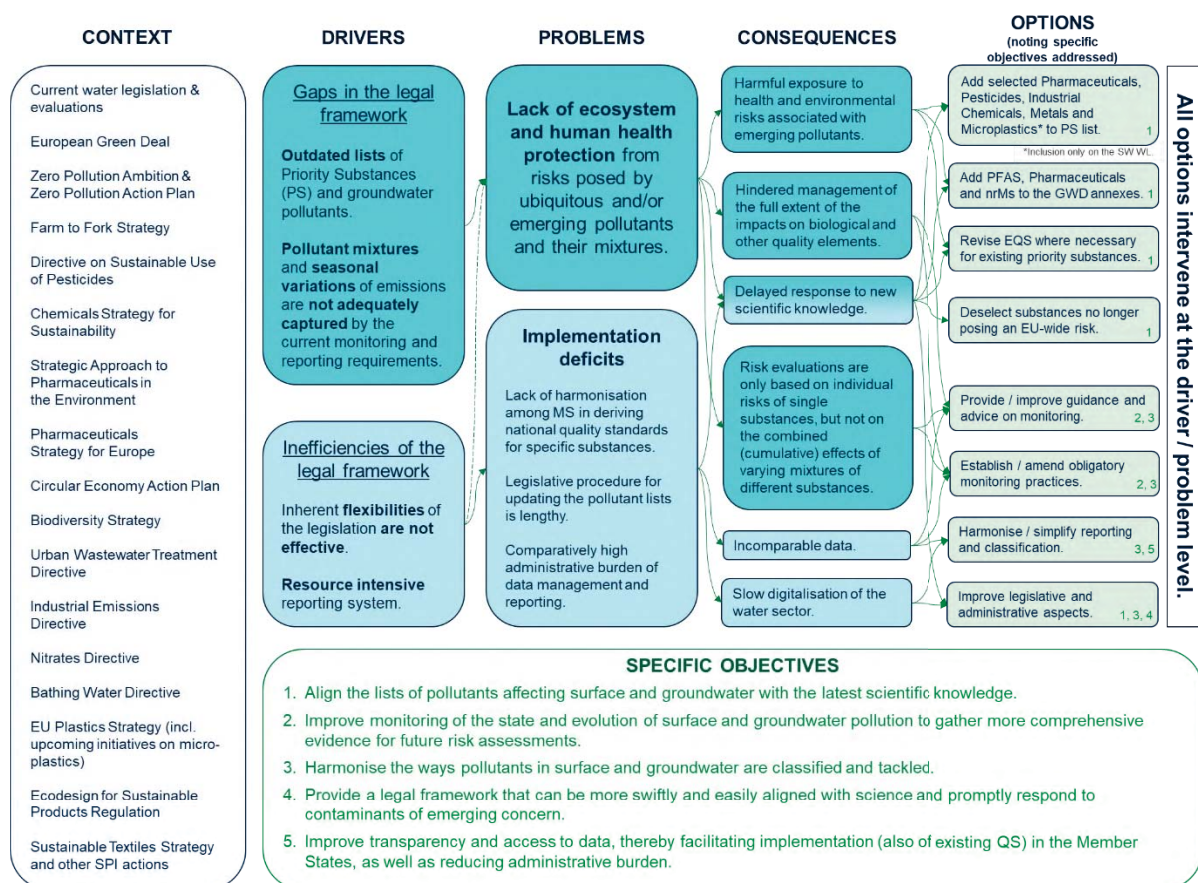 CONTEXT
Current water legislation &
evaluations
European Green Deal
Zero Pollution Ambition &
Zero Pollution Action Plan
Farm to Fork Strategy
Directive on Sustainable Use
of Pesticides
Chemicals Strategy for
Sustainability
Strategic Approach to
Pharmaceuticals in
the Environment
Pharmaceuticals
Strategy for Europe
Circular Economy Action Plan
Biodiversity Strategy
Urban Wastewater Treatment
Directive
Industrial Emissions
Directive
Nitrates Directive
Bathing Water Directive
EU Plastics Strategy (incl.
upcoming initiatives on micro-
plastics)
Ecodesign for Sustainable
Products Regulation
Sustainable Textiles Strategy
and other SPI actions
DRIVERS
Gaps in the legal
framework
Outdated lists of
Priority Substances (PS) and groundwater
pollutants.
Pollutant mixtures
and seasonal
variations of emissions
are not adequately
captured by the
current monitoring and
reporting requirements.
Inefficiencies of the
legal framework
Inherent flexibilities
of the legislation are not
effective.
Resource intensive
reporting system.
PROBLEMS
Lack of ecosystem
and human health
protection from
risks posed by
ubiquitous and/or
emerging pollutants
and their mixtures.
Implementation
deficits
Lack of harmonisation
among MS in deriving
national quality standards
for specific substances.
Legislative procedure for
updating the pollutant lists
is lengthy.
Comparatively high
administrative burden of
data management and
reporting.
CONSEQUENCES
Harmful exposure to
health and environmental
risks associated with
emerging pollutants.
Hindered management of
the full extent of the
impacts on biological and
other quality elements.
Delayed response to new
scientific knowledge.
Risk evaluations are
only based on individual
risks of single
substances, but not on
the combined
(cumulative) effects of
varying mixtures of
different substances.
Incomparable data.
Slow digitalisation of the
water sector.
OPTIONS
(noting specific
objectives addressed)
Add selected Pharmaceuticals,
Pesticides, Industrial
Chemicals, Metals and
Microplastics* to PS list. 1
*Inclusion only on the SW WL.
Add PFAS, Pharmaceuticals
and nrMs to the GWD annexes. 1
Revise EQS where necessary
for existing priority substances. 1
Deselect substances no longer
posing an EU-wide risk. 1
Provide / improve guidance and
advice on monitoring. 2, 3
Establish / amend obligatory
monitoring practices. 2, 3
Harmonise / simplify reporting
and classification. 3, 5
Improve legislative and
administrative aspects. 1, 3, 4
All options intervene at the driver / problem level.
SPECIFIC OBJECTIVES
1. Align the lists of pollutants affecting surface and groundwater with the latest scientific knowledge.
2. Improve monitoring of the state and evolution of surface and groundwater pollution to gather more comprehensive
evidence for future risk assessments.
3. Harmonise the ways pollutants in surface and groundwater are classified and tackled.
4. Provide a legal framework that can be more swiftly and easily aligned with science and promptly respond to
contaminants of emerging concern.
5. Improve transparency and access to data, thereby facilitating implementation (also of existing QS) in the Member
States, as well as reducing administrative burden.